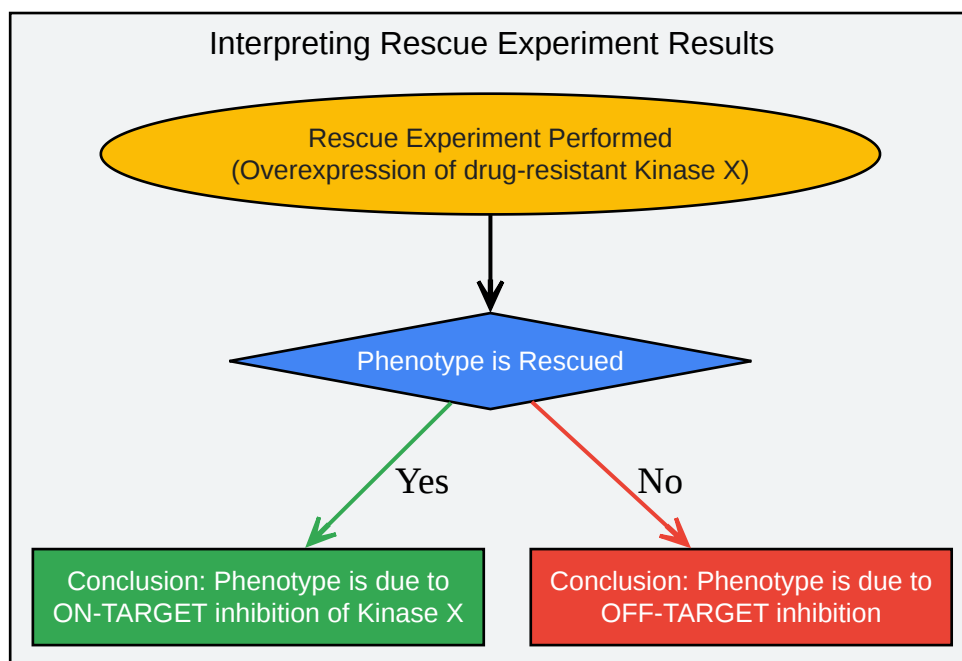 Interpreting Rescue Experiment Results
Rescue Experiment Performed
(Overexpression of drug-resistant Kinase X)
Phenotype is Rescued
Yes
No
Conclusion: Phenotype is due to
ON-TARGET inhibition of Kinase X
Conclusion: Phenotype is due to
OFF-TARGET inhibition